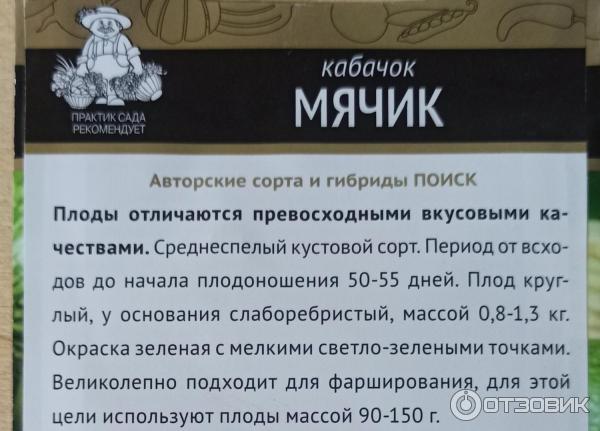 кабачок
МЯЧИК
ПРАКТИК САДА
РЕКОМЕНДУЕТ
Авторские сорта и гибриды ПОИСК
Плоды отличаются превосходными вкусовыми ка-
чествами. Среднеспелый кустовой сорт. Период от всхо-
дов до начала плодоношения 50-55 дней. Плод круг-
лый, у основания слаборебристый, массой 0,8-1,3 кг.
Окраска зеленая с мелкими светло-зелеными точками.
Великолепно подходит для фарширования, для этой
цели используют плоды массой 90-150 г.
ОТЗОВИК